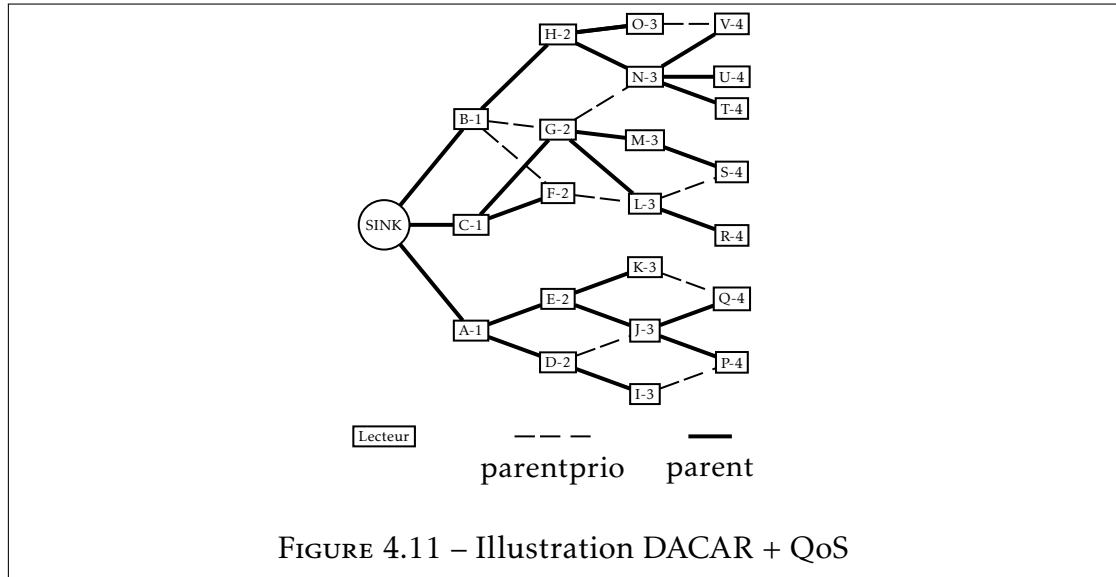 O-3
V-4
H-2
N-3
U-4
T-4
B-1
G-2
M-3
S-4
F-2
L-3
SINK
C-1
R-4
K-3
E-2
Q-4
A-1
J-3
D-2
P-4
I-3
Lecteur
parentprio
parent
FIGURE 4.11 – Illustration DACAR + QoS